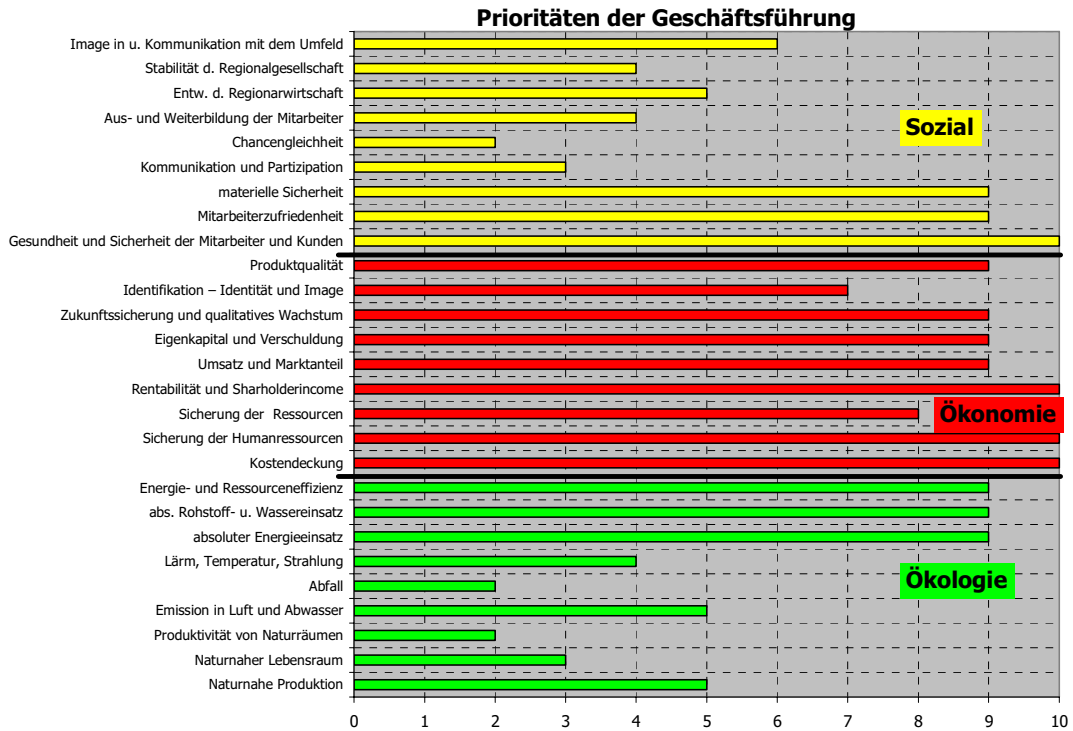 Prioritäten der Geschäftsführung
Image in u. Kommunikation mit dem Umfeld
Stabilität d. Regionalgesellschaft
Entw. d. Regionarwirtschaft
Aus- und Weiterbildung der Mitarbeiter
Chancengleichheit
Kommunikation und Partizipation
materielle Sicherheit
Mitarbeiterzufriedenheit
Gesundheit und Sicherheit der Mitarbeiter und Kunden
Sozial
Produktqualität
Identifikation – Identität und Image
Zukunftssicherung und qualitatives Wachstum
Eigenkapital und Verschuldung
Umsatz und Marktanteil
Rentabilität und Sharholderincome
Sicherung der Ressourcen
Sicherung der Humanressourcen
Kostendeckung
Ökonomie
Energie- und Ressourceneffizienz
abs. Rohstoff- u. Wassereinsatz
absoluter Energieeinsatz
Lärm, Temperatur, Strahlung
Abfall
Emission in Luft und Abwasser
Produktivität von Naturräumen
Naturnaher Lebensraum
Naturnahe Produktion
Ökologie
0 1 2 3 4 5 6 7 8 9 10